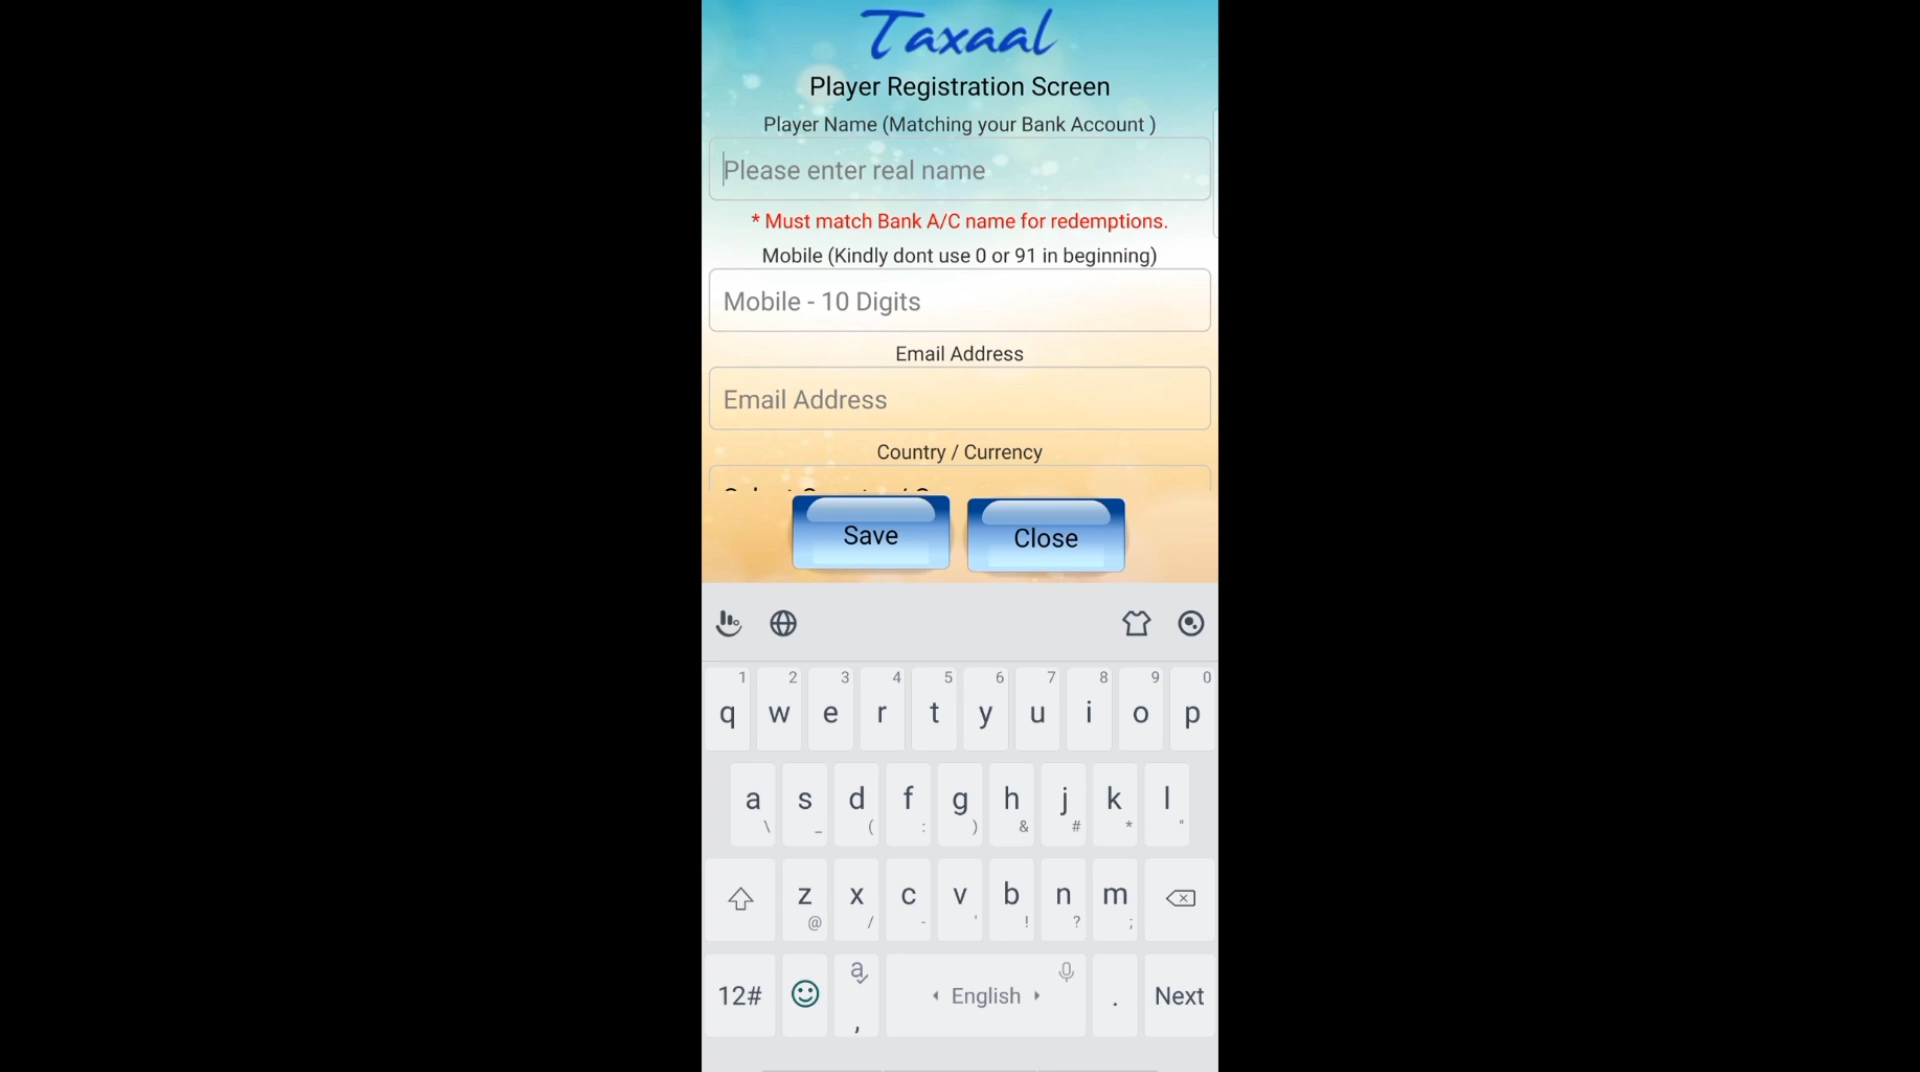 Taxaal
Player Registration Screen
Player Name (Matching your Bank Account )
Please enter real name
* Must match Bank A/C name for redemptions.
Mobile (Kindly dont use 0 or 91 in beginning)
Mobile - 10 Digits
Email Address
Email Address
Country / Currency
Save Close
1 2 3 4 5 6 7 8 9 0
q w e r t y u i o p
a s d f g h j k l
\ _ ( : ) & # * "
z x c v b n m
@ / - ' ! ? ;
12# a , English . Next